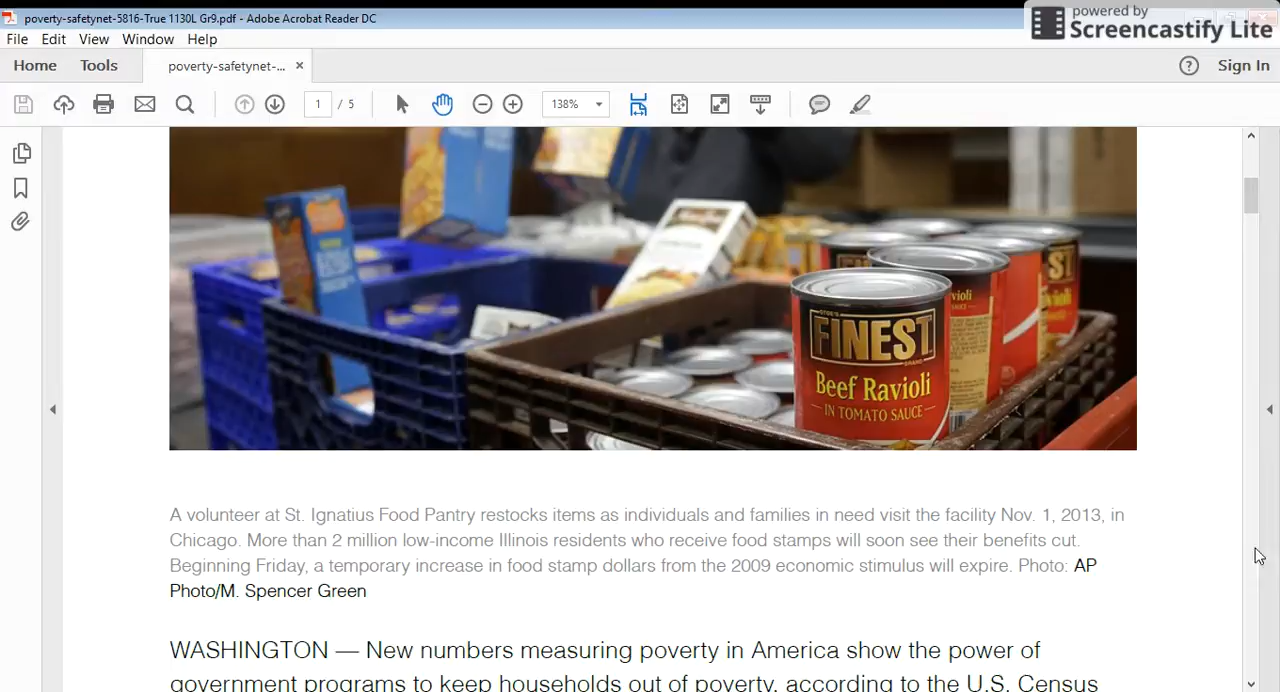 poverty-safetynet-5816-True 1130L Gr9.pdf - Adobe Acrobat Reader DC
powered by
Screencastify Lite
File Edit View Window Help
Home Tools poverty-safetynet-... × Sign In
1 / 5 138%
FINEST
Beef Ravioli
IN TOMATO SAUCE
A volunteer at St. Ignatius Food Pantry restocks items as individuals and families in need visit the facility Nov. 1, 2013, in
Chicago. More than 2 million low-income Illinois residents who receive food stamps will soon see their benefits cut.
Beginning Friday, a temporary increase in food stamp dollars from the 2009 economic stimulus will expire. Photo: AP
Photo/M. Spencer Green
WASHINGTON — New numbers measuring poverty in America show the power of
government programs to keep households out of poverty, according to the U.S. Census